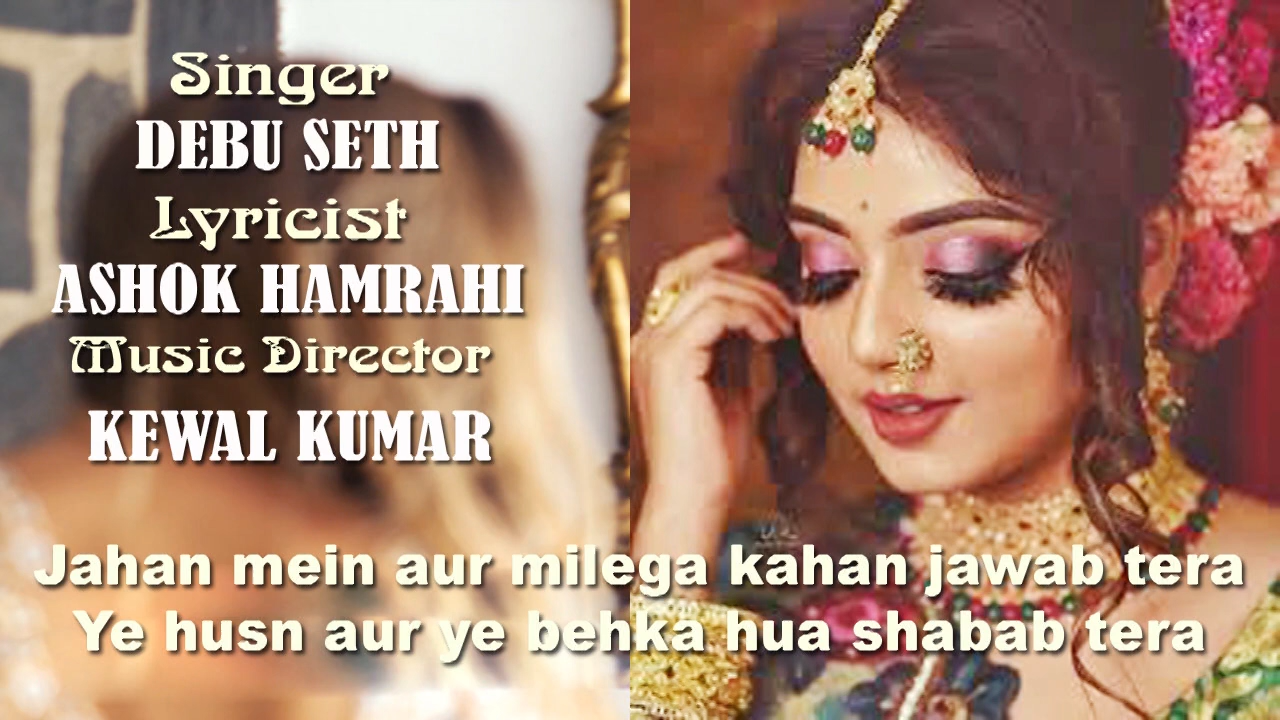 Singer
DEBU SETH
Lyricist
ASHOK HAMRAHI
Music Director
KEWAL KUMAR
Jahan mein aur milega kahan jawab tera
Ye husn aur ye behka hua shabab tera